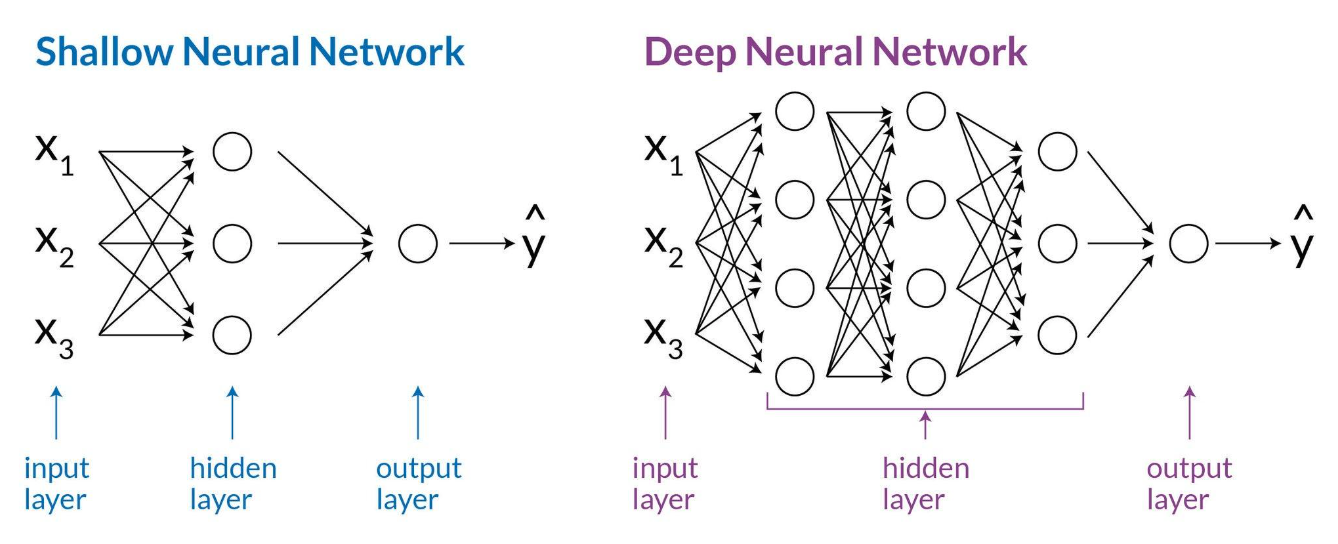 Shallow Neural Network
x₁
x₂
x₃
ŷ
input
layer
hidden
layer
output
layer
Deep Neural Network
x₁
x₂
x₃
ŷ
input
layer
hidden
layer
output
layer